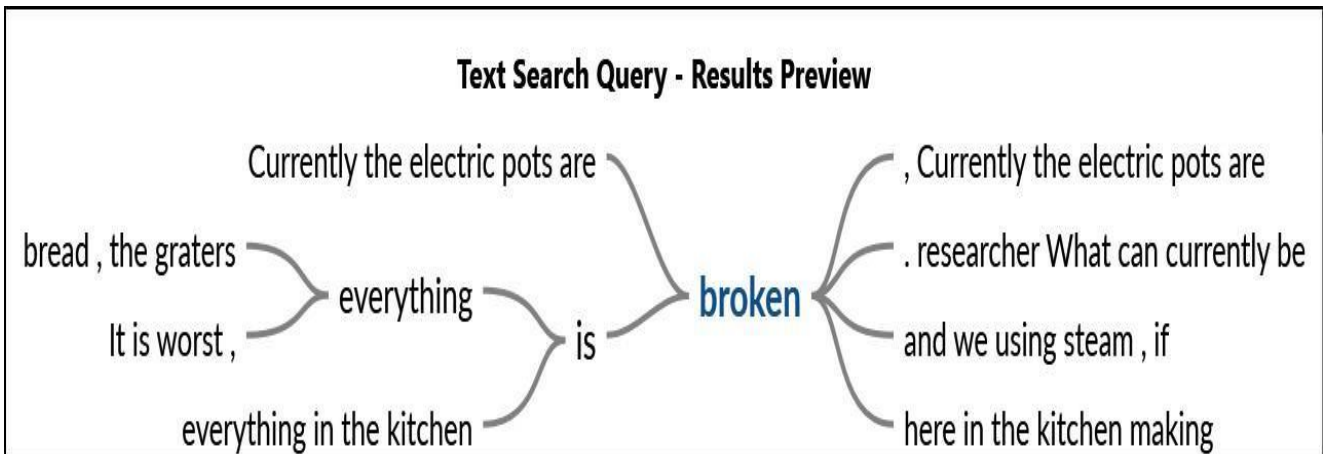 Text Search Query - Results Preview
Currently the electric pots are
, Currently the electric pots are
bread , the graters
. researcher What can currently be
everything
broken
is
It is worst ,
and we using steam , if
everything in the kitchen
here in the kitchen making